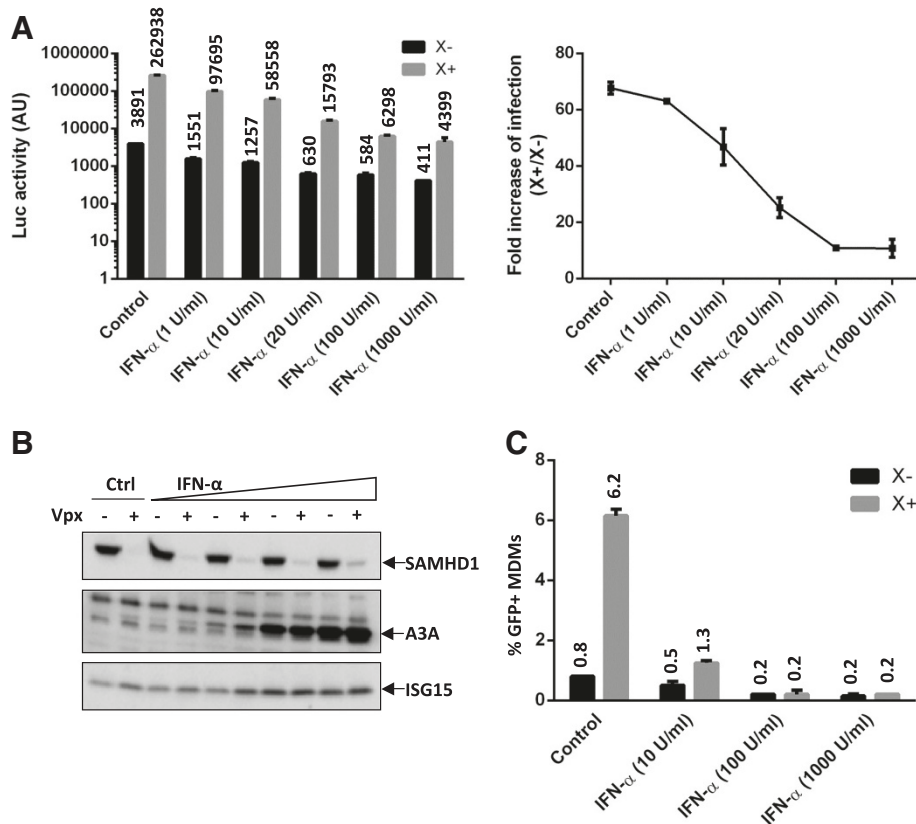 A
Luc activity (AU)
1000000
100000
10000
1000
100
10
1
3891
262938
1551
97695
1257
58558
630
15793
584
6298
411
4399
X-
X+
Control
IFN-α (1 U/ml)
IFN-α (10 U/ml)
IFN-α (20 U/ml)
IFN-α (100 U/ml)
IFN-α (1000 U/ml)
Fold increase of infection
(X+/X-)
80
60
40
20
0
Control
IFN-α (1 U/ml)
IFN-α (10 U/ml)
IFN-α (20 U/ml)
IFN-α (100 U/ml)
IFN-α (1000 U/ml)
B
Ctrl IFN-α
Vpx - + - + - + - + - +
SAMHD1
A3A
ISG15
C
% GFP+ MDMs
8
6
4
2
0
0.8
6.2
0.5
1.3
0.2
0.2
0.2
0.2
X-
X+
Control
IFN-α (10 U/ml)
IFN-α (100 U/ml)
IFN-α (1000 U/ml)